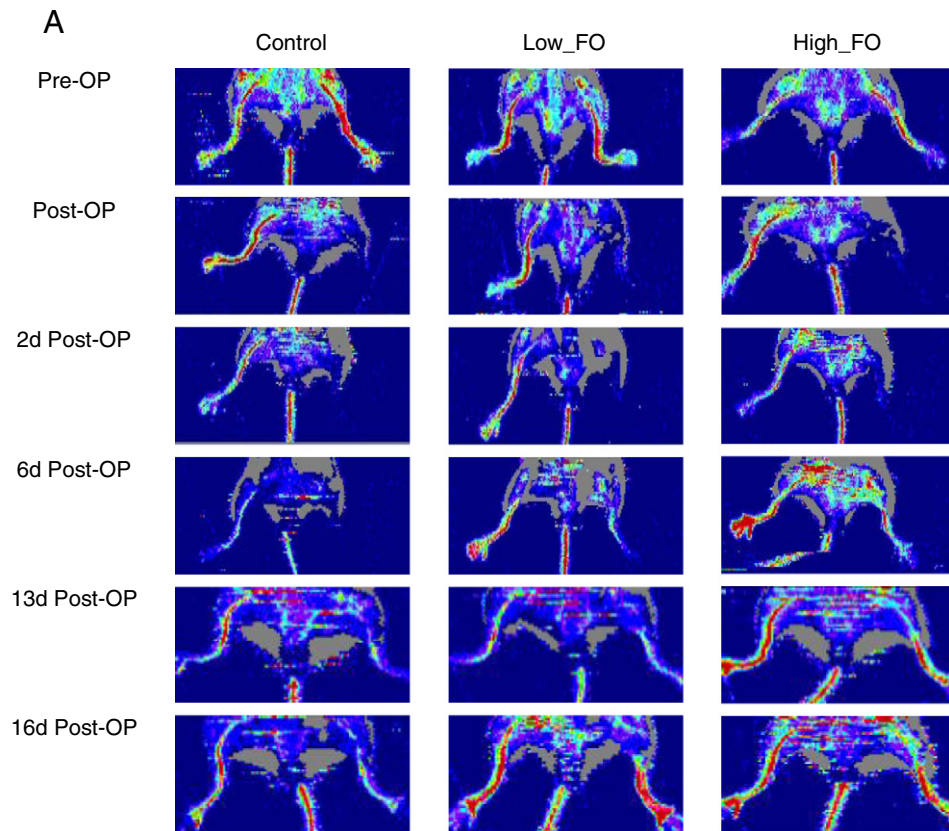 A
Control Low_FO High_FO
Pre-OP
Post-OP
2d Post-OP
6d Post-OP
13d Post-OP
16d Post-OP